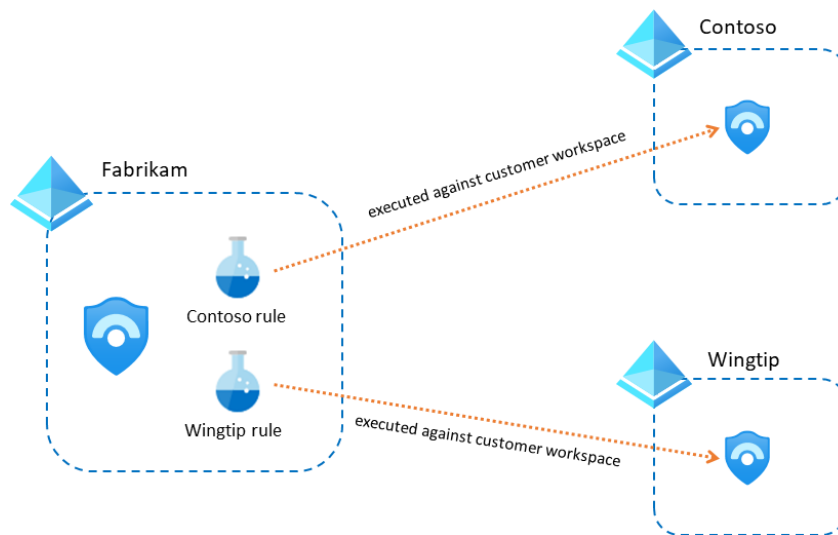 Contoso
Fabrikam
executed against customer workspace
Contoso rule
Wingtip
Wingtip rule
executed against customer workspace